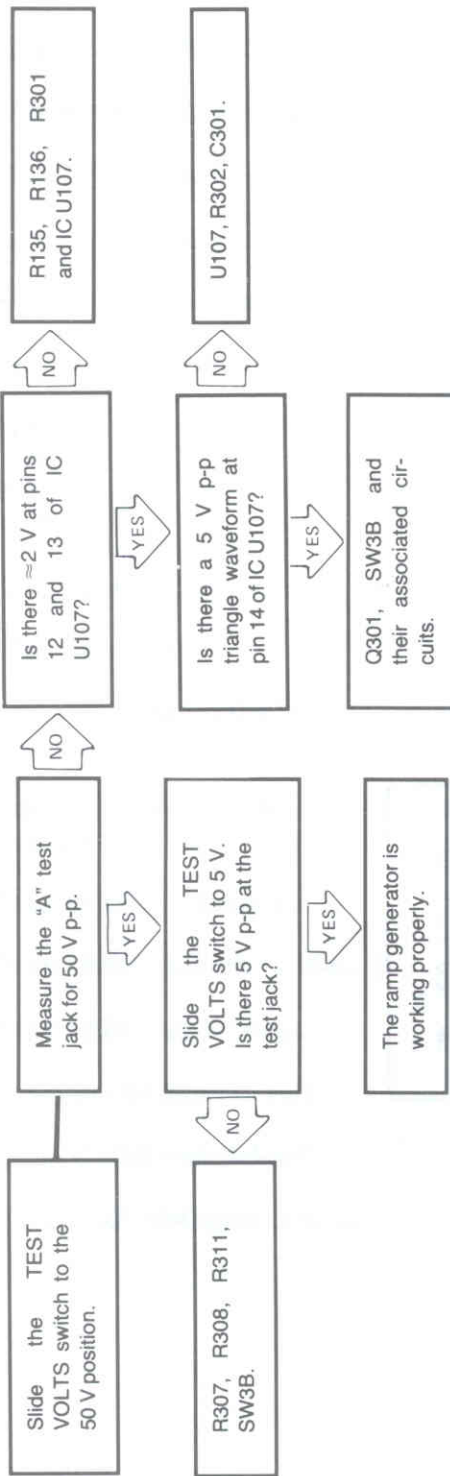 Slide the TEST
VOLTS switch to the
50 V position.
Measure the "A" test
jack for 50 V p-p.
NO
Is there ≈2 V at pins
12 and 13 of IC
U107?
NO
R135, R136, R301
and IC U107.
YES
YES
R307, R308, R311,
SW3B.
NO
Slide the TEST
VOLTS switch to 5 V.
Is there 5 V p-p at the
test jack?
Is there a 5 V p-p
triangle waveform at
pin 14 of IC U107?
NO
U107, R302, C301.
YES
YES
The ramp generator is
working properly.
Q301, SW3B and
their associated cir-
cuits.